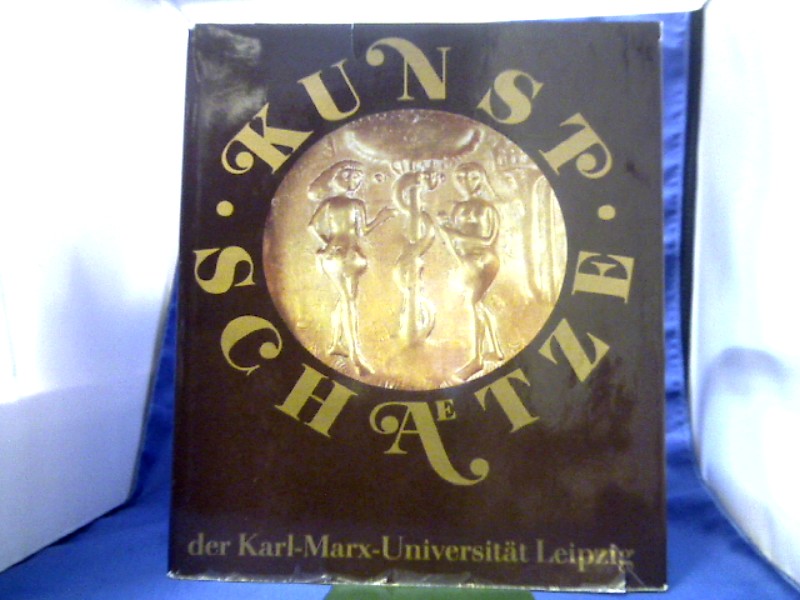 KUNST
SCHAETZE
der Karl-Marx-Universität Leipzig